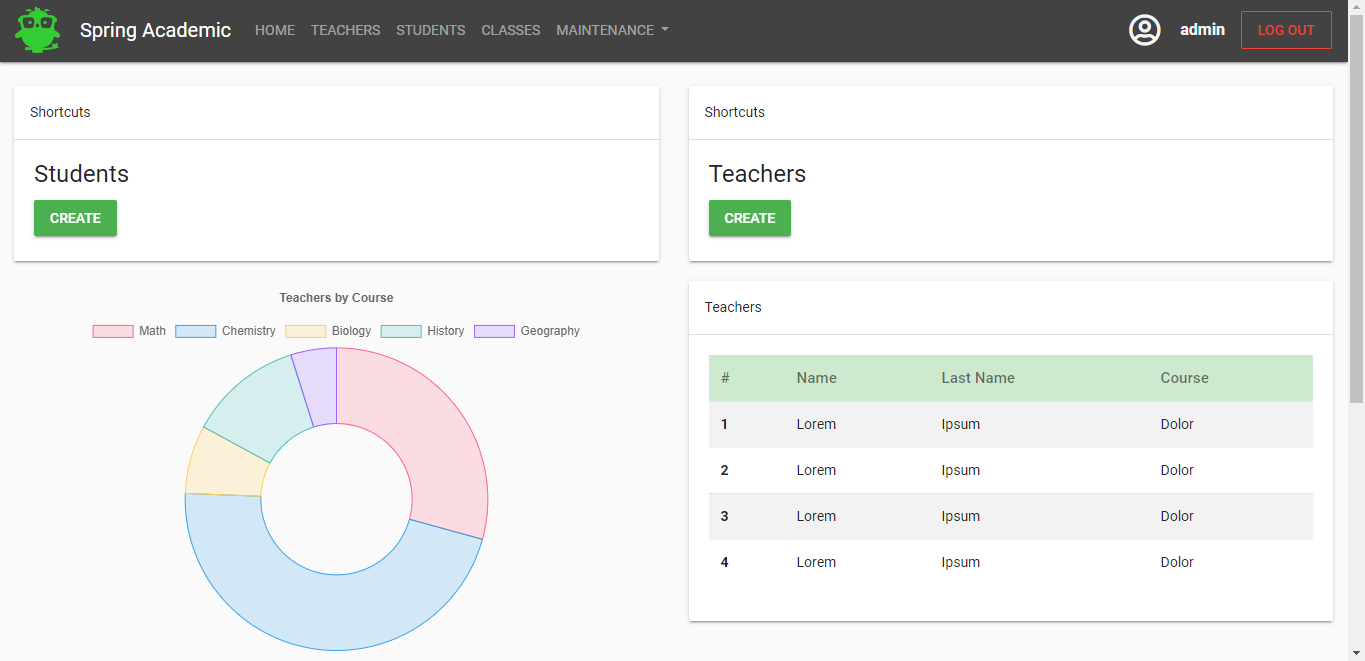 Spring Academic HOME TEACHERS STUDENTS CLASSES MAINTENANCE admin LOG OUT
Shortcuts
Students
CREATE
Shortcuts
Teachers
CREATE
Teachers by Course
Math Chemistry Biology History Geography
Teachers
# Name Last Name Course
1 Lorem Ipsum Dolor
2 Lorem Ipsum Dolor
3 Lorem Ipsum Dolor
4 Lorem Ipsum Dolor